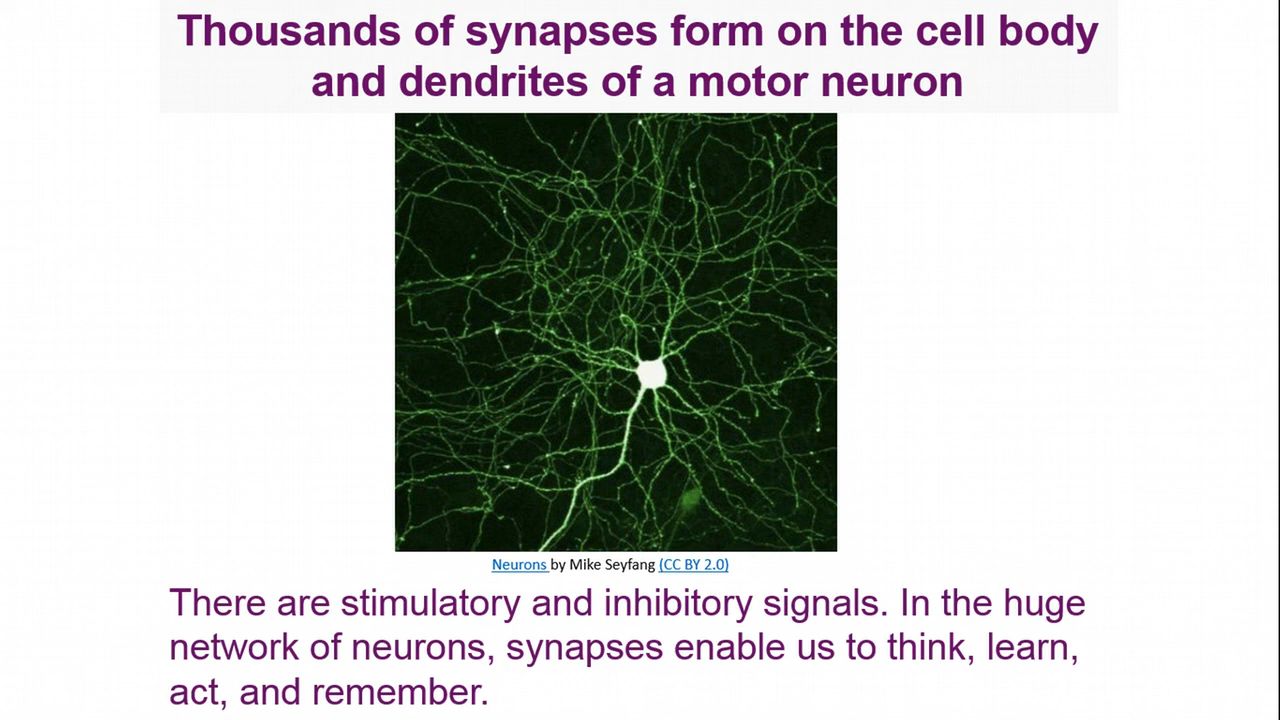 Thousands of synapses form on the cell body
and dendrites of a motor neuron
Neurons by Mike Seyfang (CC BY 2.0)
There are stimulatory and inhibitory signals. In the huge
network of neurons, synapses enable us to think, learn,
act, and remember.